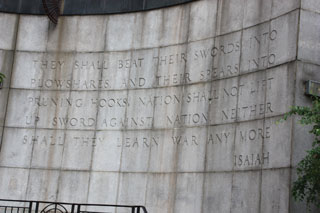 THEY SHALL BEAT THEIR SWORDS INTO
PLOWSHARES AND THEIR SPEARS INTO
PRUNING HOOKS, NATION SHALL NOT LIFT
UP SWORD AGAINST NATION NEITHER
SHALL THEY LEARN WAR ANY MORE
ISAIAH